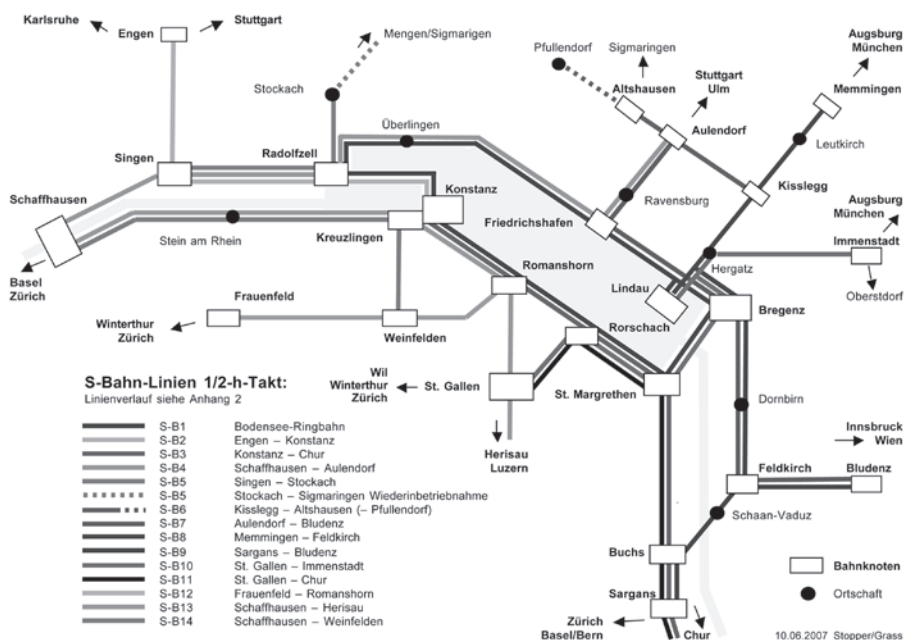 Karlsruhe
Stuttgart
Engen
Mengen/Sigmarigen
Stockach
Pfullendorf
Sigmaringen
Altshausen
Stuttgart
Ulm
Aulendorf
Augsburg
München
Memmingen
Leutkirch
Kisslegg
Überlingen
Singen
Radolfzell
Schaffhausen
Konstanz
Friedrichshafen
Ravensburg
Augsburg
München
Immenstadt
Stein am Rhein
Kreuzlingen
Hergatz
Basel
Zürich
Romanshorn
Lindau
Oberstdorf
Frauenfeld
Bregenz
Winterthur
Zürich
Weinfelden
Rorschach
S-Bahn-Linien 1/2-h-Takt:
Linienverlauf siehe Anhang 2
Wil
Winterthur
Zürich
St. Gallen
St. Margrethen
Dornbirn
Herisau
Luzern
Innsbruck
Wien
Feldkirch
Bludenz
Schaan-Vaduz
Buchs
Sargans
Zürich
Basel/Bern
Chur
S-B1 Bodensee-Ringbahn
S-B2 Engen – Konstanz
S-B3 Konstanz – Chur
S-B4 Schaffhausen – Aulendorf
S-B5 Singen – Stockach
S-B5 Stockach – Sigmaringen Wiederinbetriebnahme
S-B6 Kisslegg – Altshausen (– Pfullendorf)
S-B7 Aulendorf – Bludenz
S-B8 Memmingen – Feldkirch
S-B9 Sargans – Bludenz
S-B10 St. Gallen – Immenstadt
S-B11 St. Gallen – Chur
S-B12 Frauenfeld – Romanshorn
S-B13 Schaffhausen – Herisau
S-B14 Schaffhausen – Weinfelden
Bahnknoten
Ortschaft
10.06.2007 Stopper/Grass